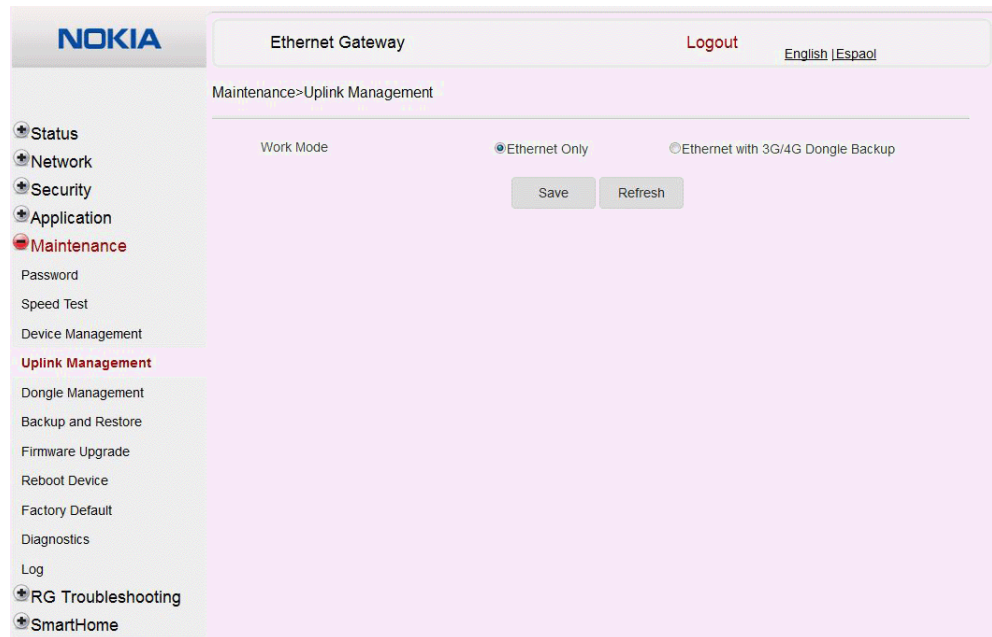 NOKIA
Ethernet Gateway
Logout
English | Espaol
Maintenance>Uplink Management
Status
Network
Security
Application
Maintenance
Password
Speed Test
Device Management
Uplink Management
Dongle Management
Backup and Restore
Firmware Upgrade
Reboot Device
Factory Default
Diagnostics
Log
RG Troubleshooting
SmartHome
Work Mode
Ethernet Only
Ethernet with 3G/4G Dongle Backup
Save
Refresh